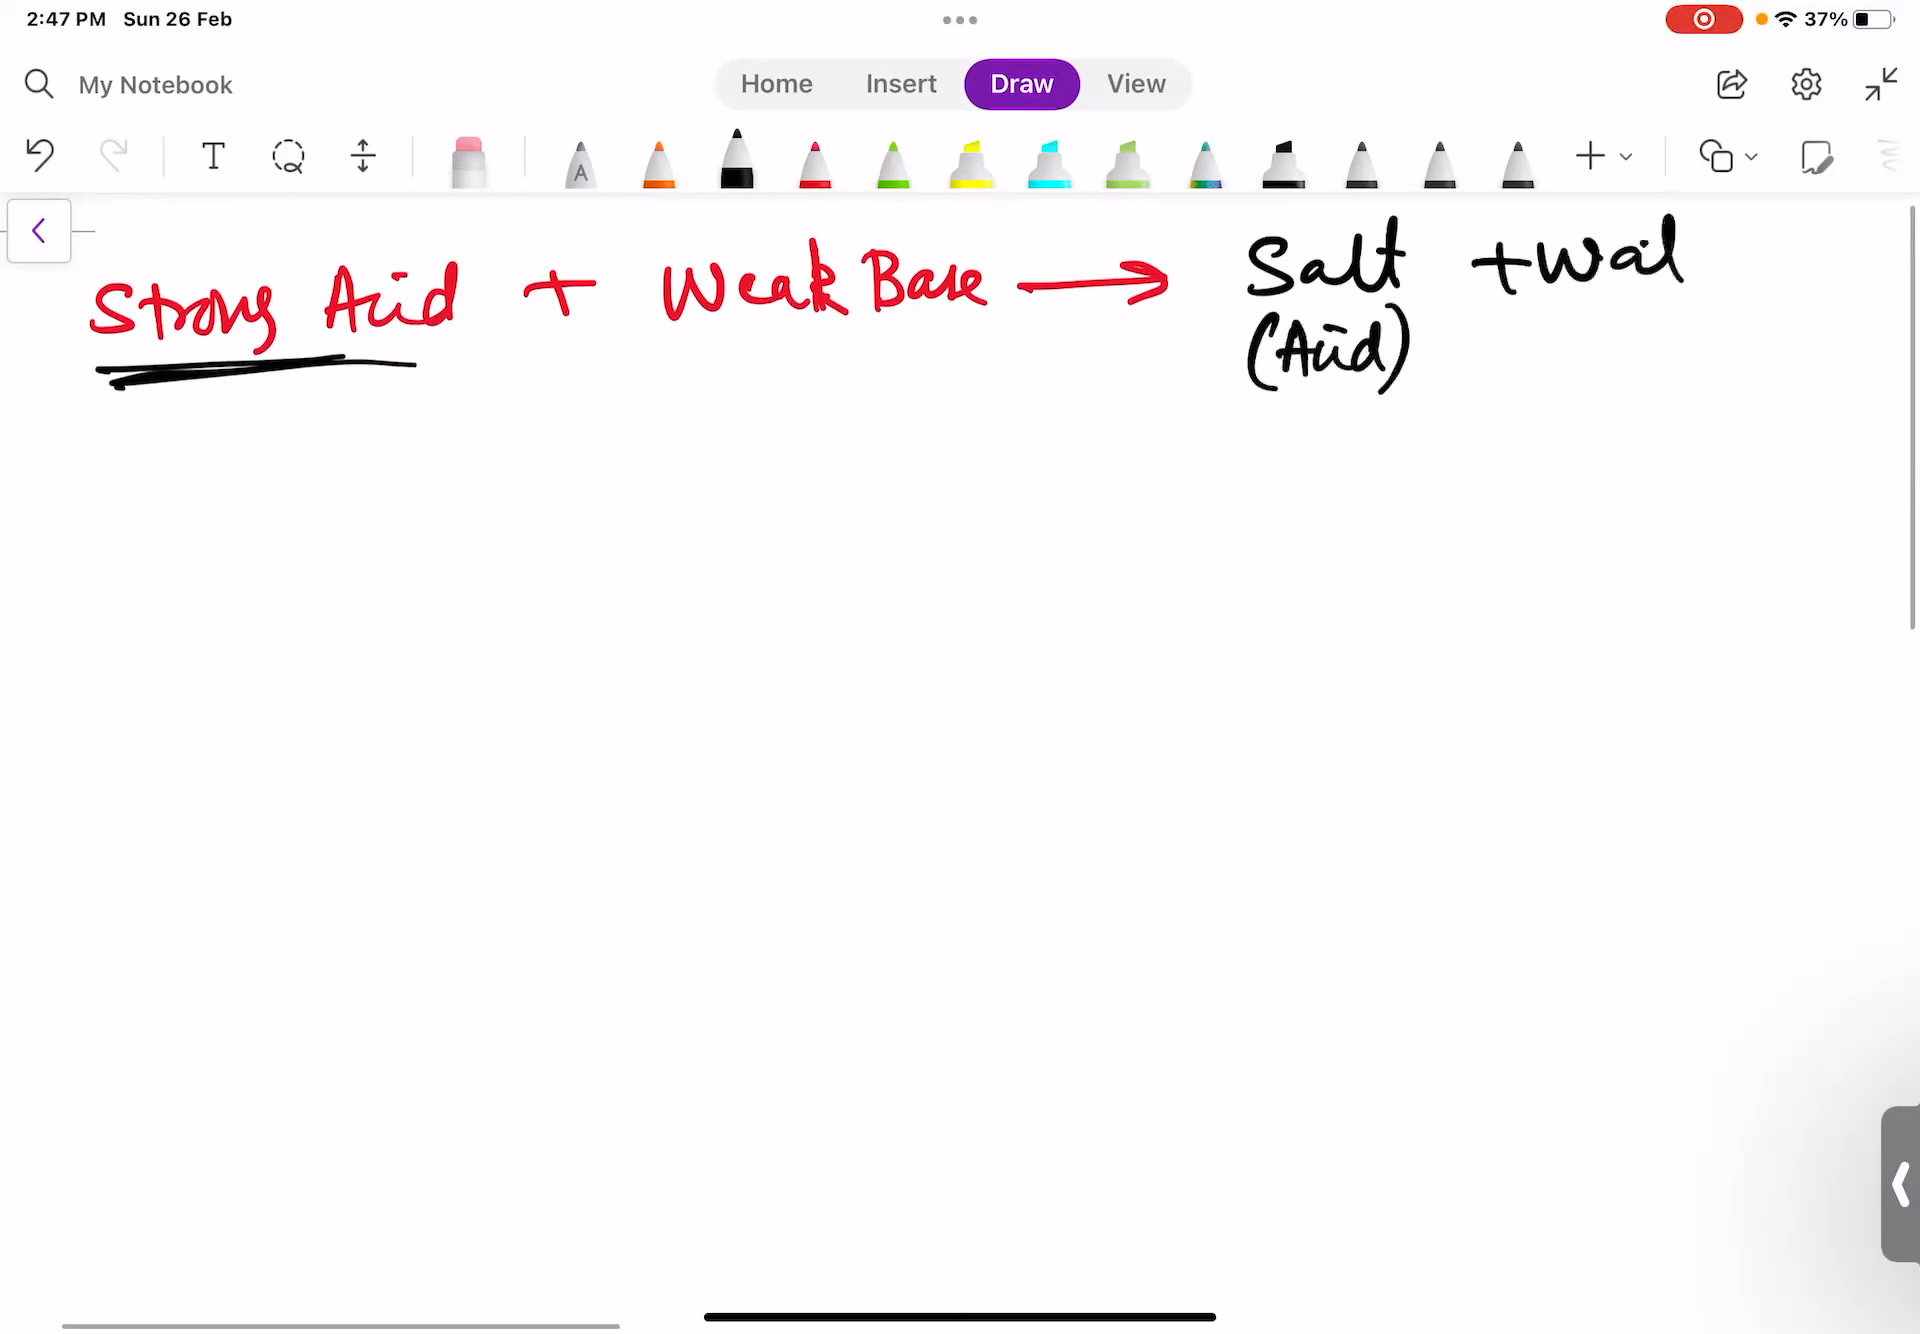 2:47 PM Sun 26 Feb 37%
My Notebook Home Insert Draw View
T A
Strong Acid + Weak Base → Salt + Wat
(Acid)